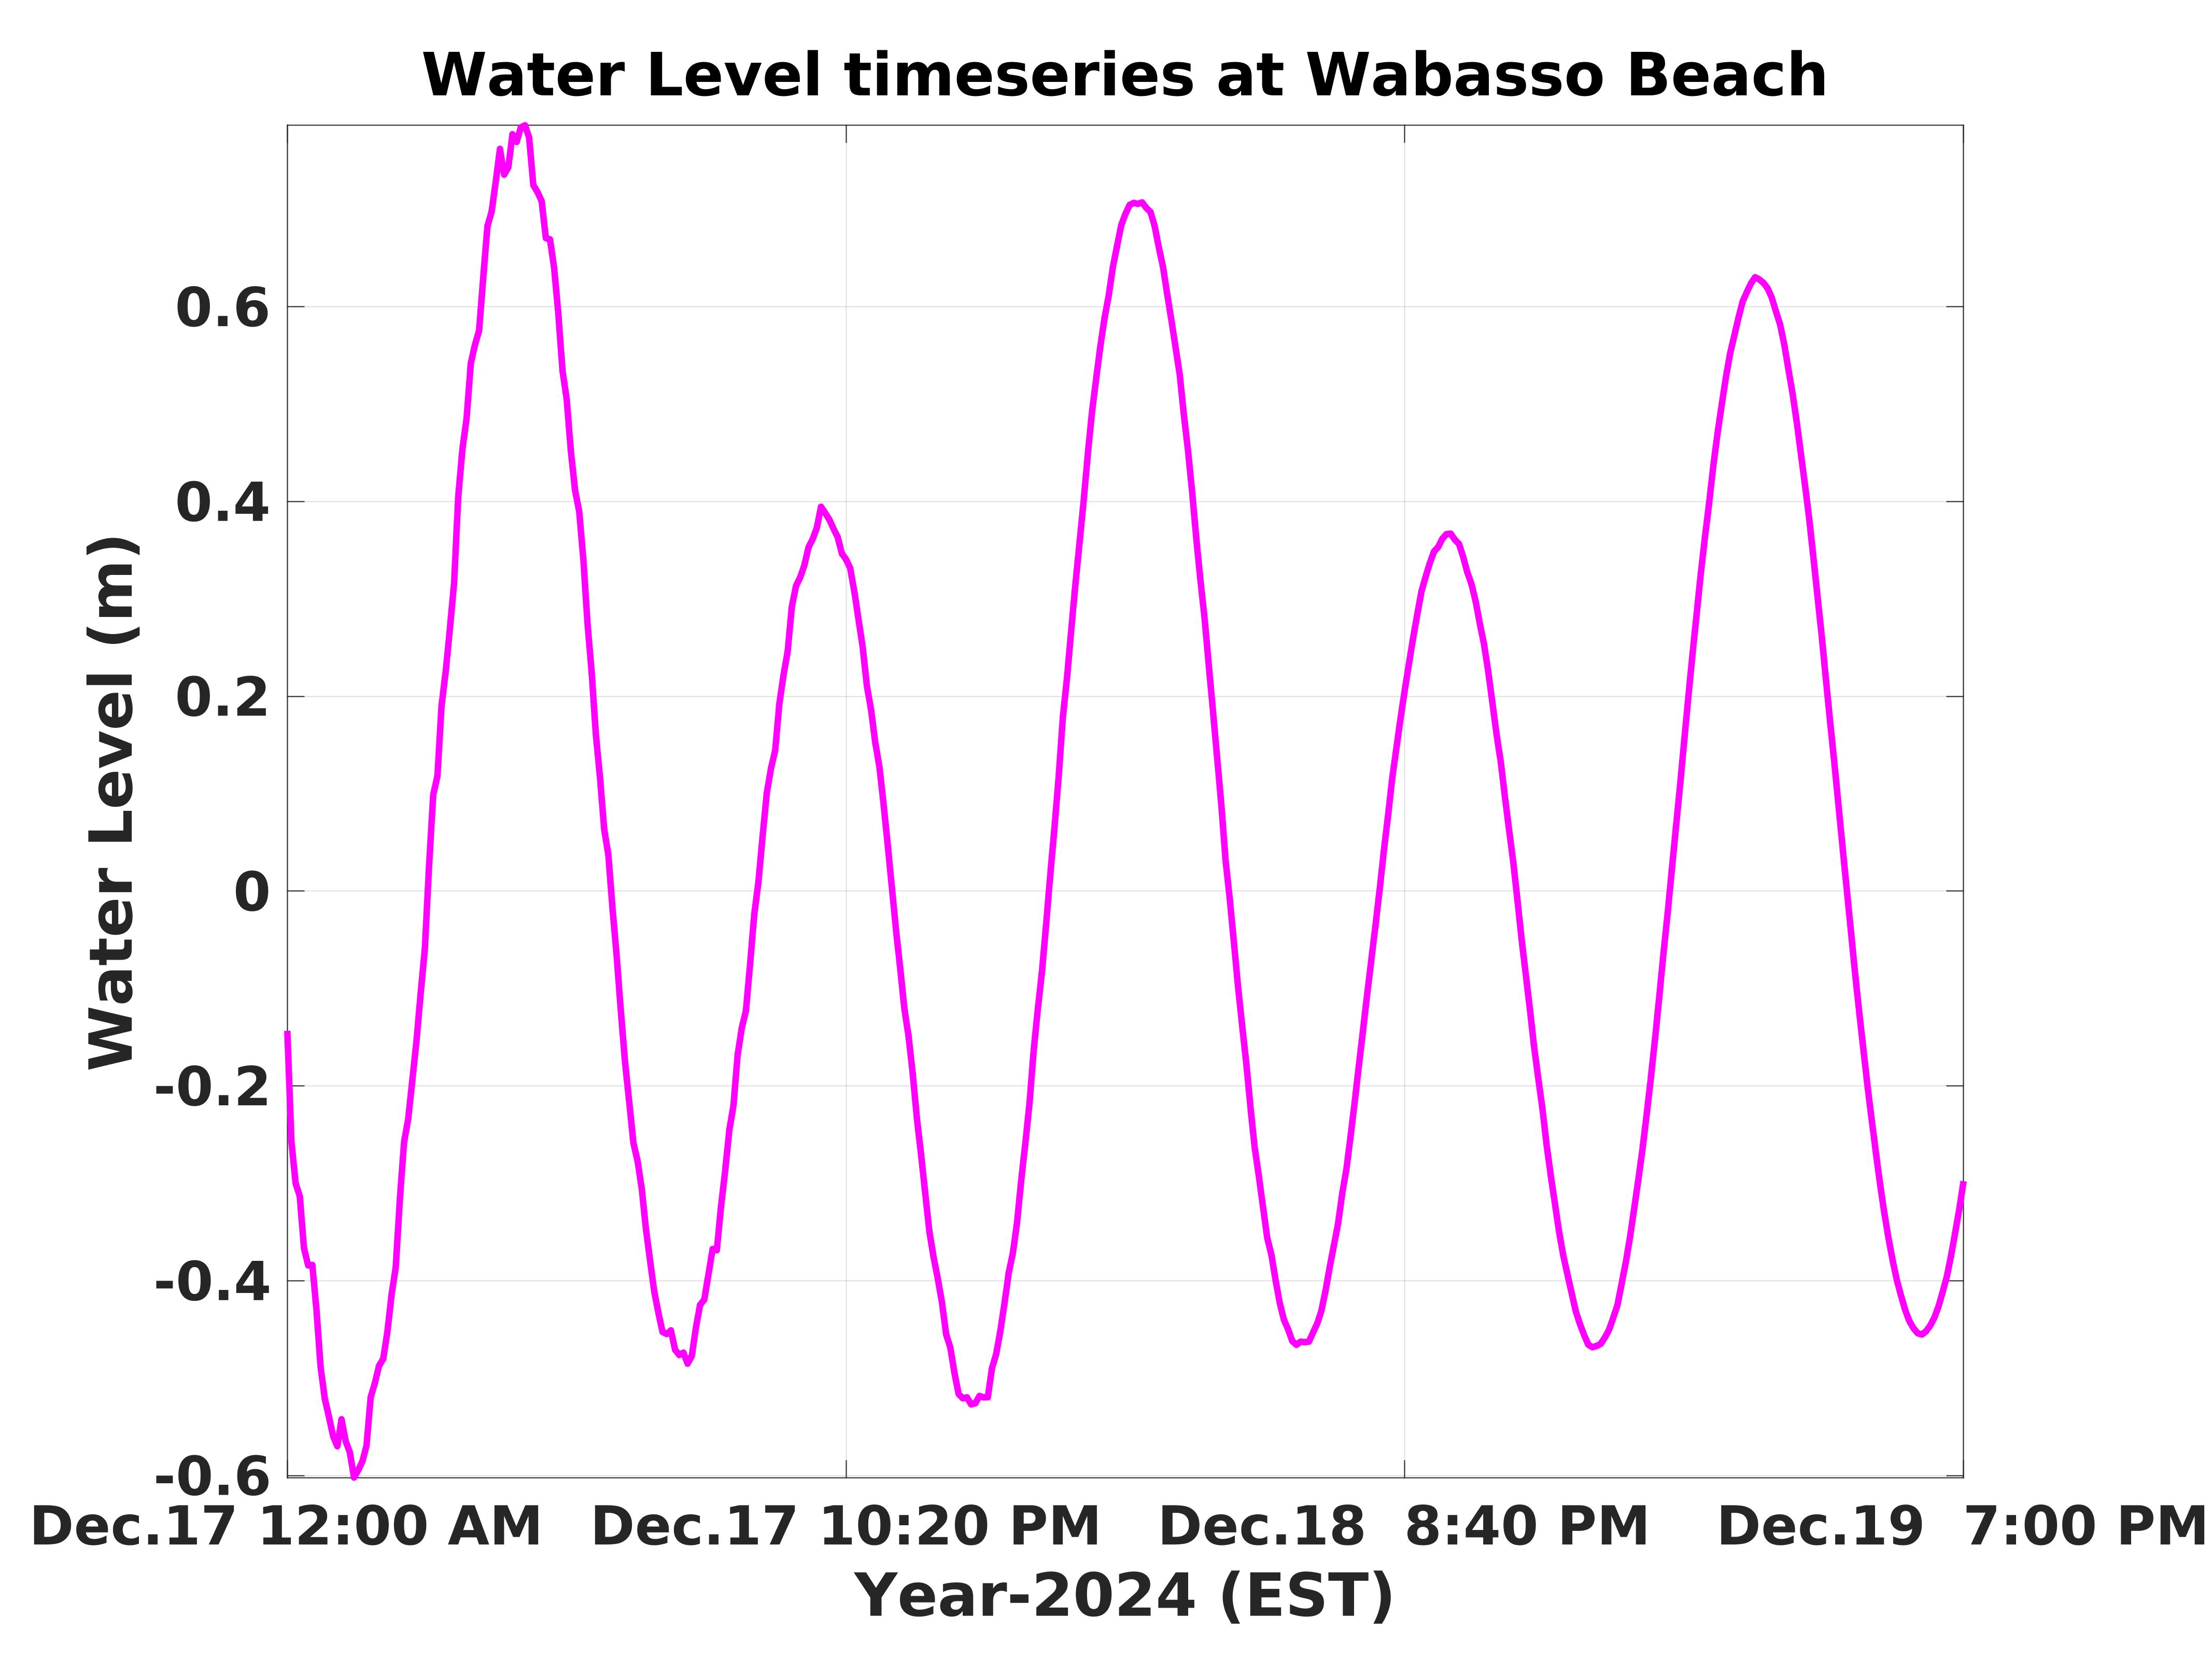 Water Level timeseries at Wabasso Beach
Water Level (m)
0.6
0.4
0.2
0
-0.2
-0.4
-0.6
Dec.17 12:00 AM Dec.17 10:20 PM Dec.18 8:40 PM Dec.19 7:00 PM
Year-2024 (EST)